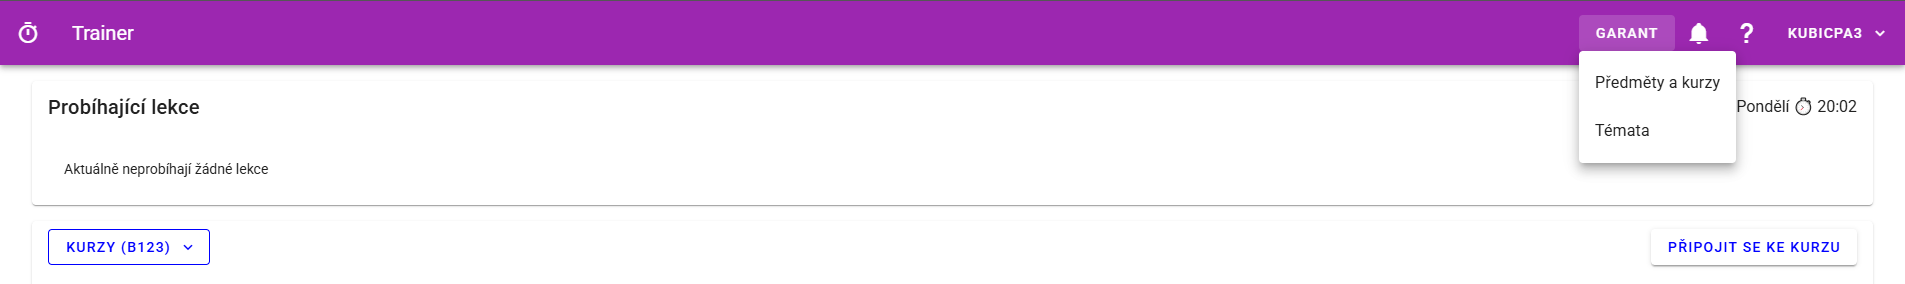 Trainer
GARANT
?
KUBICPA3
Předměty a kurzy
Témata
Probíhající lekce
Pondělí 20:02
Aktuálně neprobíhají žádné lekce
KURZY (B123)
PŘIPOJIT SE KE KURZU